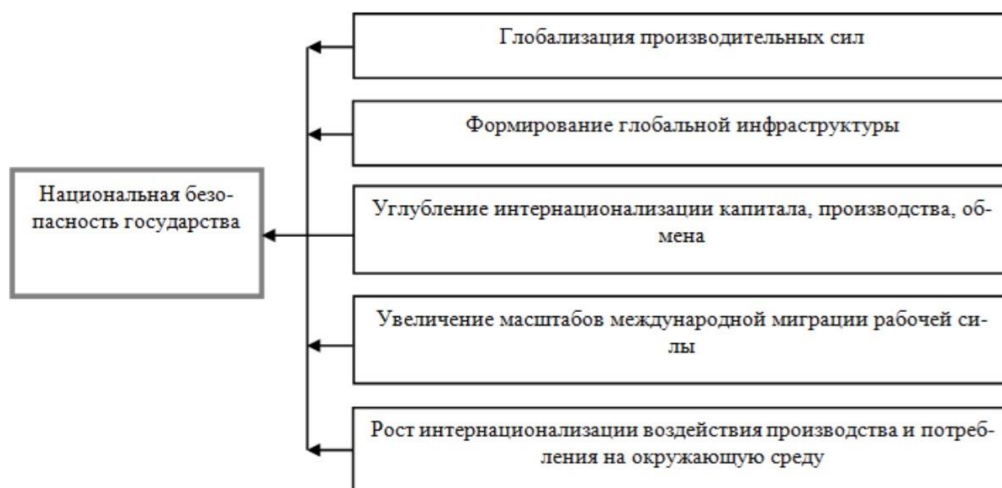 Глобализация производительных сил
Формирование глобальной инфраструктуры
Национальная безо-
пасность государства
Углубление интернационализации капитала, производства, об-
мена
Увеличение масштабов международной миграции рабочей си-
лы
Рост интернационализации воздействия производства и потреб-
ления на окружающую среду